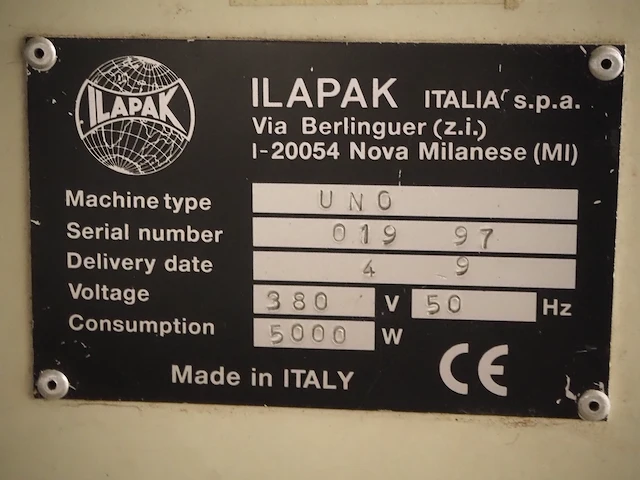 ILAPAK
ILAPAK ITALIA s.p.a.
Via Berlinguer (z.i.)
I-20054 Nova Milanese (MI)
Machine type UNO
Serial number 019 97
Delivery date 4 9
Voltage 380 V 50 Hz
Consumption 5000 W
Made in ITALY CE